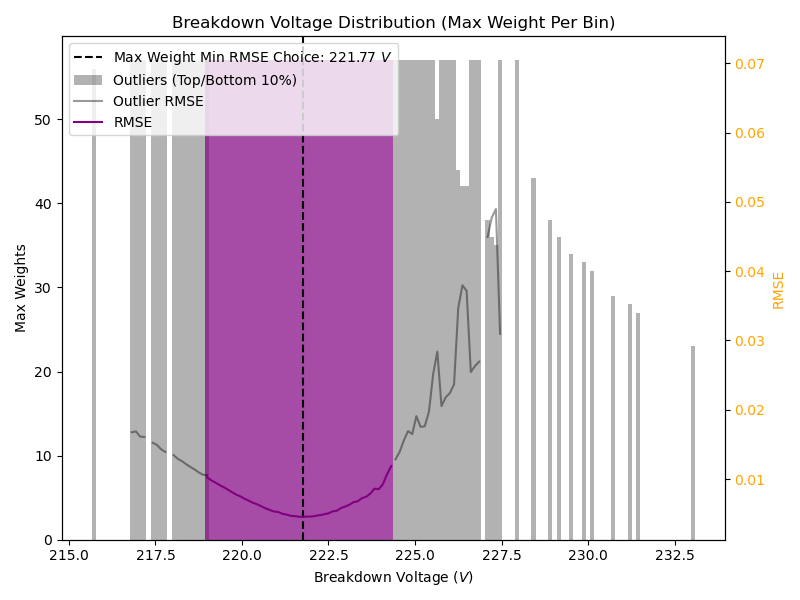 Breakdown Voltage Distribution (Max Weight Per Bin)
Max Weight Min RMSE Choice: 221.77 V
Outliers (Top/Bottom 10%)
Outlier RMSE
RMSE
Max Weights
0
10
20
30
40
50
215.0 217.5 220.0 222.5 225.0 227.5 230.0 232.5
Breakdown Voltage (V)
0.07
0.06
0.05
0.04
0.03
0.02
0.01
RMSE